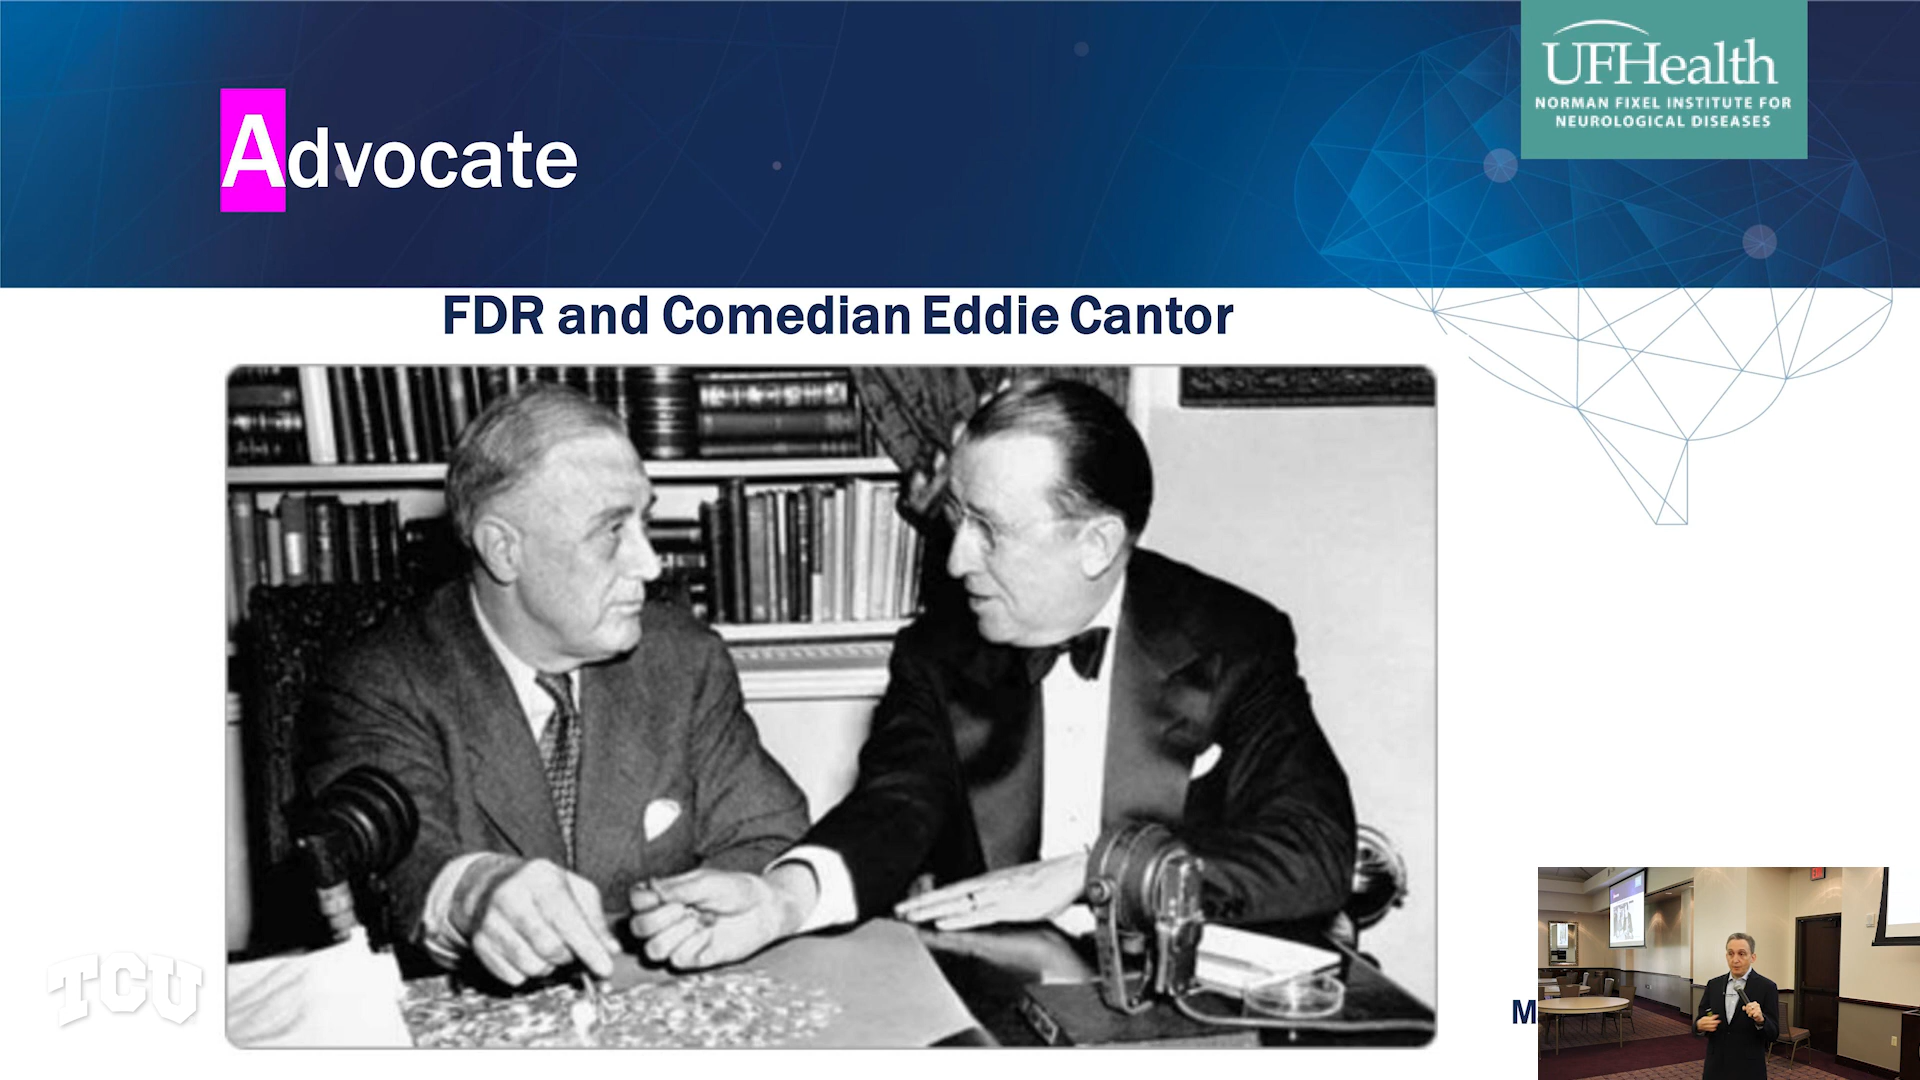 UFHealth
NORMAN FIXEL INSTITUTE FOR
NEUROLOGICAL DISEASES
Advocate
FDR and Comedian Eddie Cantor
TCU
M